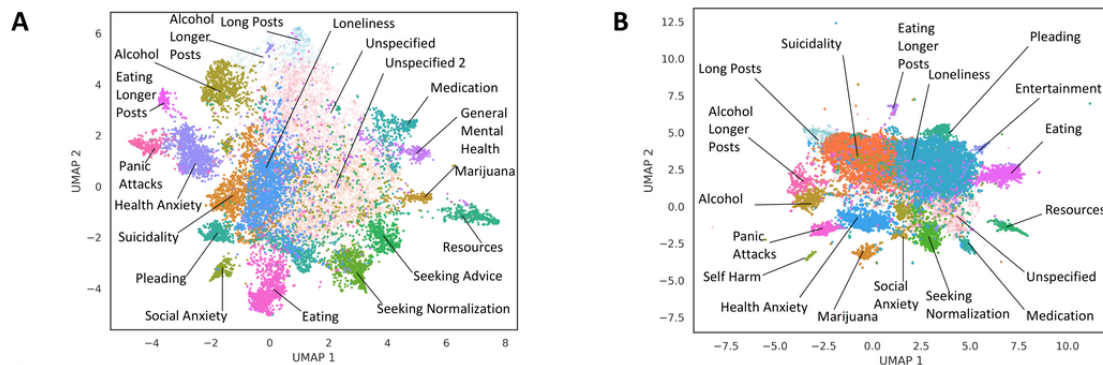 A
Alcohol
Longer
Posts
Long Posts
Loneliness
Unspecified
Unspecified 2
Alcohol
Eating
Longer
Posts
Medication
General
Mental
Health
Panic
Attacks
Marijuana
Health Anxiety
Suicidality
Resources
Pleading
Seeking Advice
Social Anxiety
Eating
Seeking Normalization
6
4
2
0
−2
−4
UMAP 2
−4
−2
0
2
4
6
8
UMAP 1
B
Suicidality
Eating
Longer
Posts
Pleading
Long Posts
Loneliness
Entertainment
Alcohol
Longer
Posts
Eating
Alcohol
Resources
Panic
Attacks
Self Harm
Unspecified
Health Anxiety
Marijuana
Social
Anxiety
Seeking
Normalization
Medication
12.5
10.0
7.5
5.0
2.5
0.0
−2.5
−5.0
−7.5
UMAP 2
−7.5
−5.0
−2.5
0.0
2.5
5.0
7.5
10.0
UMAP 1